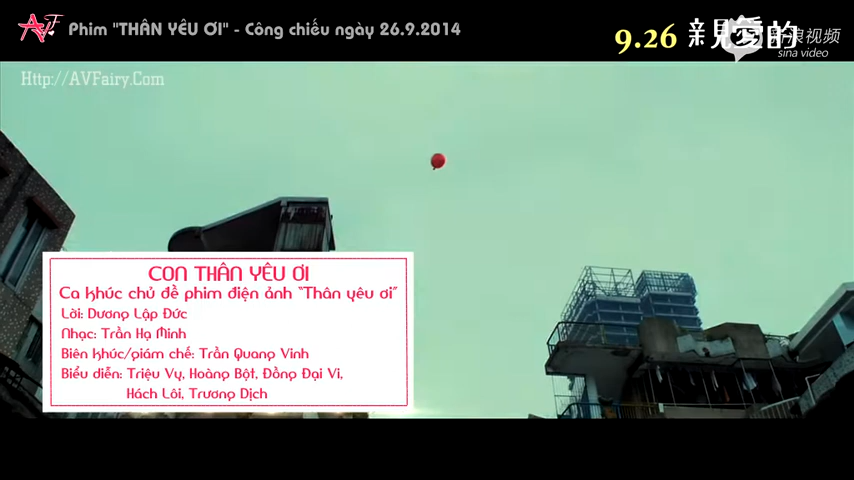 AVF Phim "THÂN YÊU ƠI" - Công chiếu ngày 26.9.2014
9.26 親愛的
新浪视频
sina video
Http://AVFairy.Com
CON THÂN YÊU ƠI
Ca khúc chủ đề phim điện ảnh "Thân yêu ơi"
Lời: Dương Lập Đức
Nhạc: Trần Hạ Minh
Biên khúc/giám chế: Trần Quang Vinh
Biểu diễn: Triệu Vy, Hoàng Bột, Đồng Đại Vi,
Hách Lôi, Trương Dịch